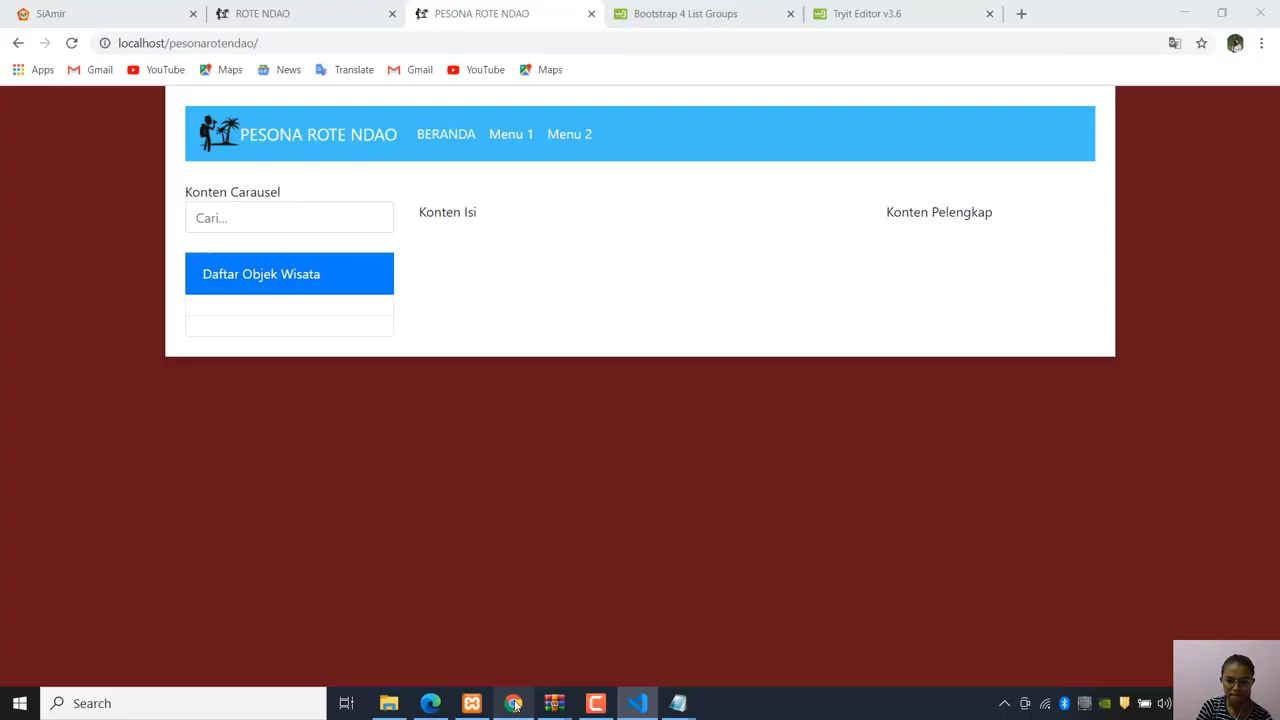 SiAmir
ROTE NDAO
PESONA ROTE NDAO
Bootstrap 4 List Groups
Tryit Editor v3.6
localhost/pesonarotendao/
Apps
Gmail
YouTube
Maps
News
Translate
Gmail
YouTube
Maps
PESONA ROTE NDAO
BERANDA
Menu 1
Menu 2
Konten Carausel
Cari...
Konten Isi
Konten Pelengkap
Daftar Objek Wisata
Search